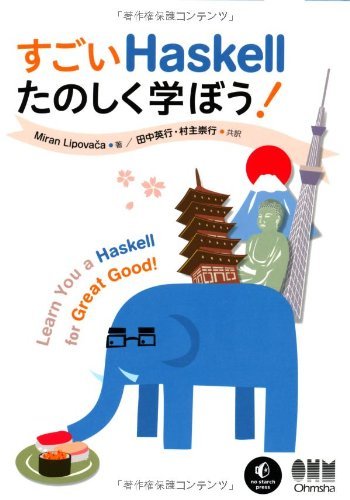 「著作権保護コンテンツ」
すごいHaskell
たのしく学ぼう!
Miran Lipovača・著/田中英行・村主崇行・共訳
Learn You a Haskell
for Great Good!
no starch
press
OHM
Ohmsha
「著作権保護コンテンツ」